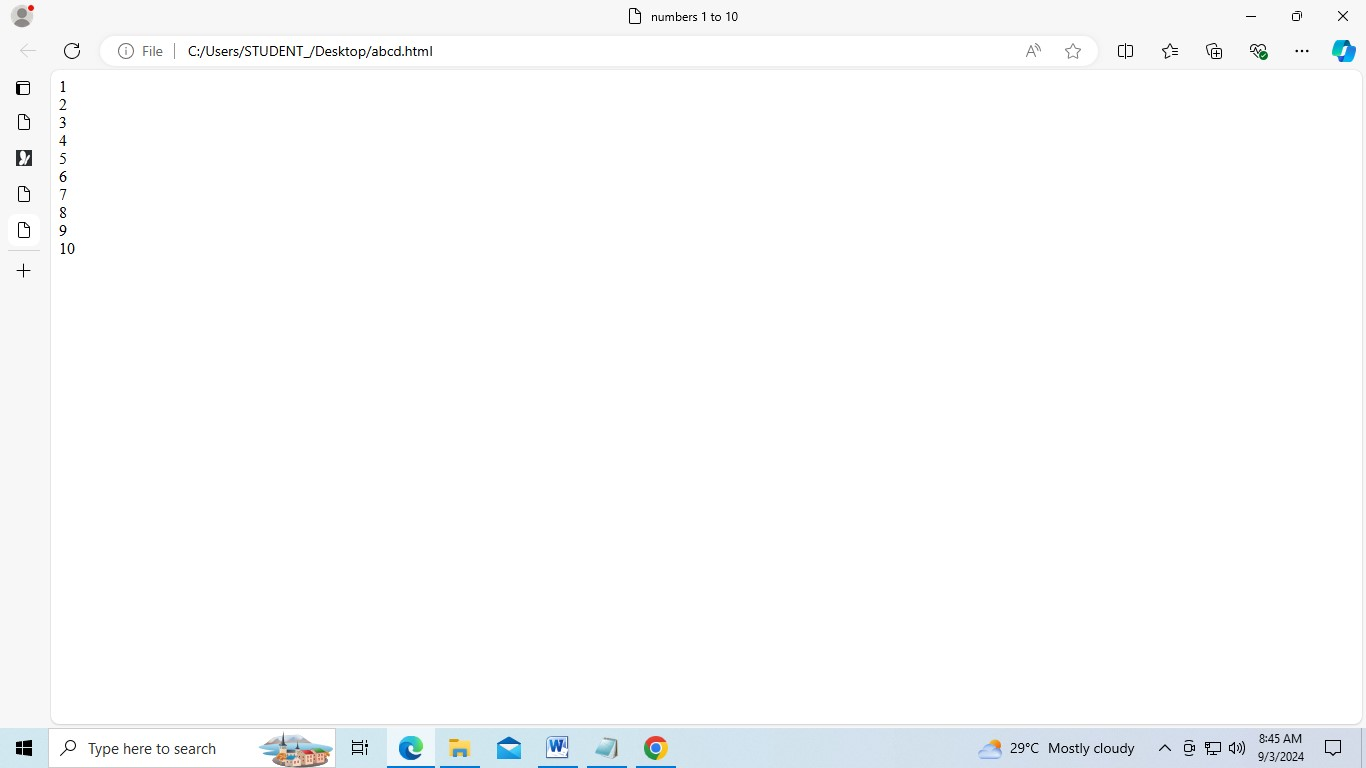 numbers 1 to 10
File
C:/Users/STUDENT_/Desktop/abcd.html
1
2
3
4
5
6
7
8
9
10
Type here to search
29°C Mostly cloudy
8:45 AM
9/3/2024